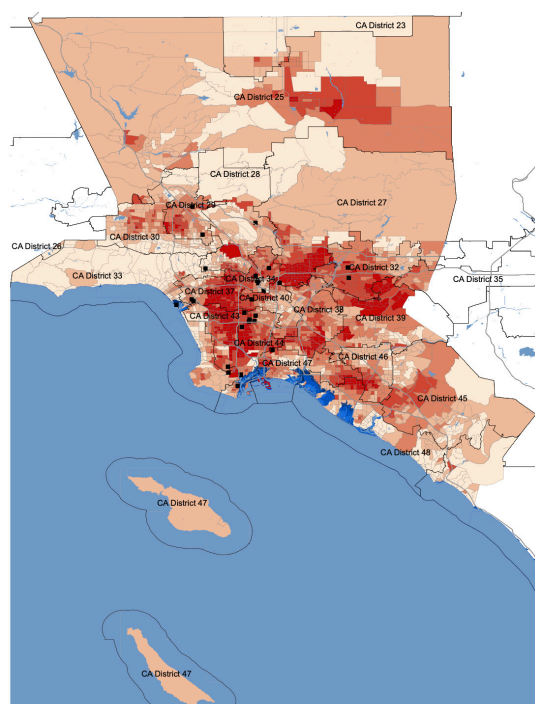 CA District 23
CA District 25
CA District 28
CA District 27
CA District 29
CA District 30
CA District 26
CA District 33
CA District 32
CA District 34
CA District 35
CA District 37
CA District 40
CA District 38
CA District 43
CA District 39
CA District 44
CA District 46
CA District 47
CA District 45
CA District 48
CA District 47
CA District 47